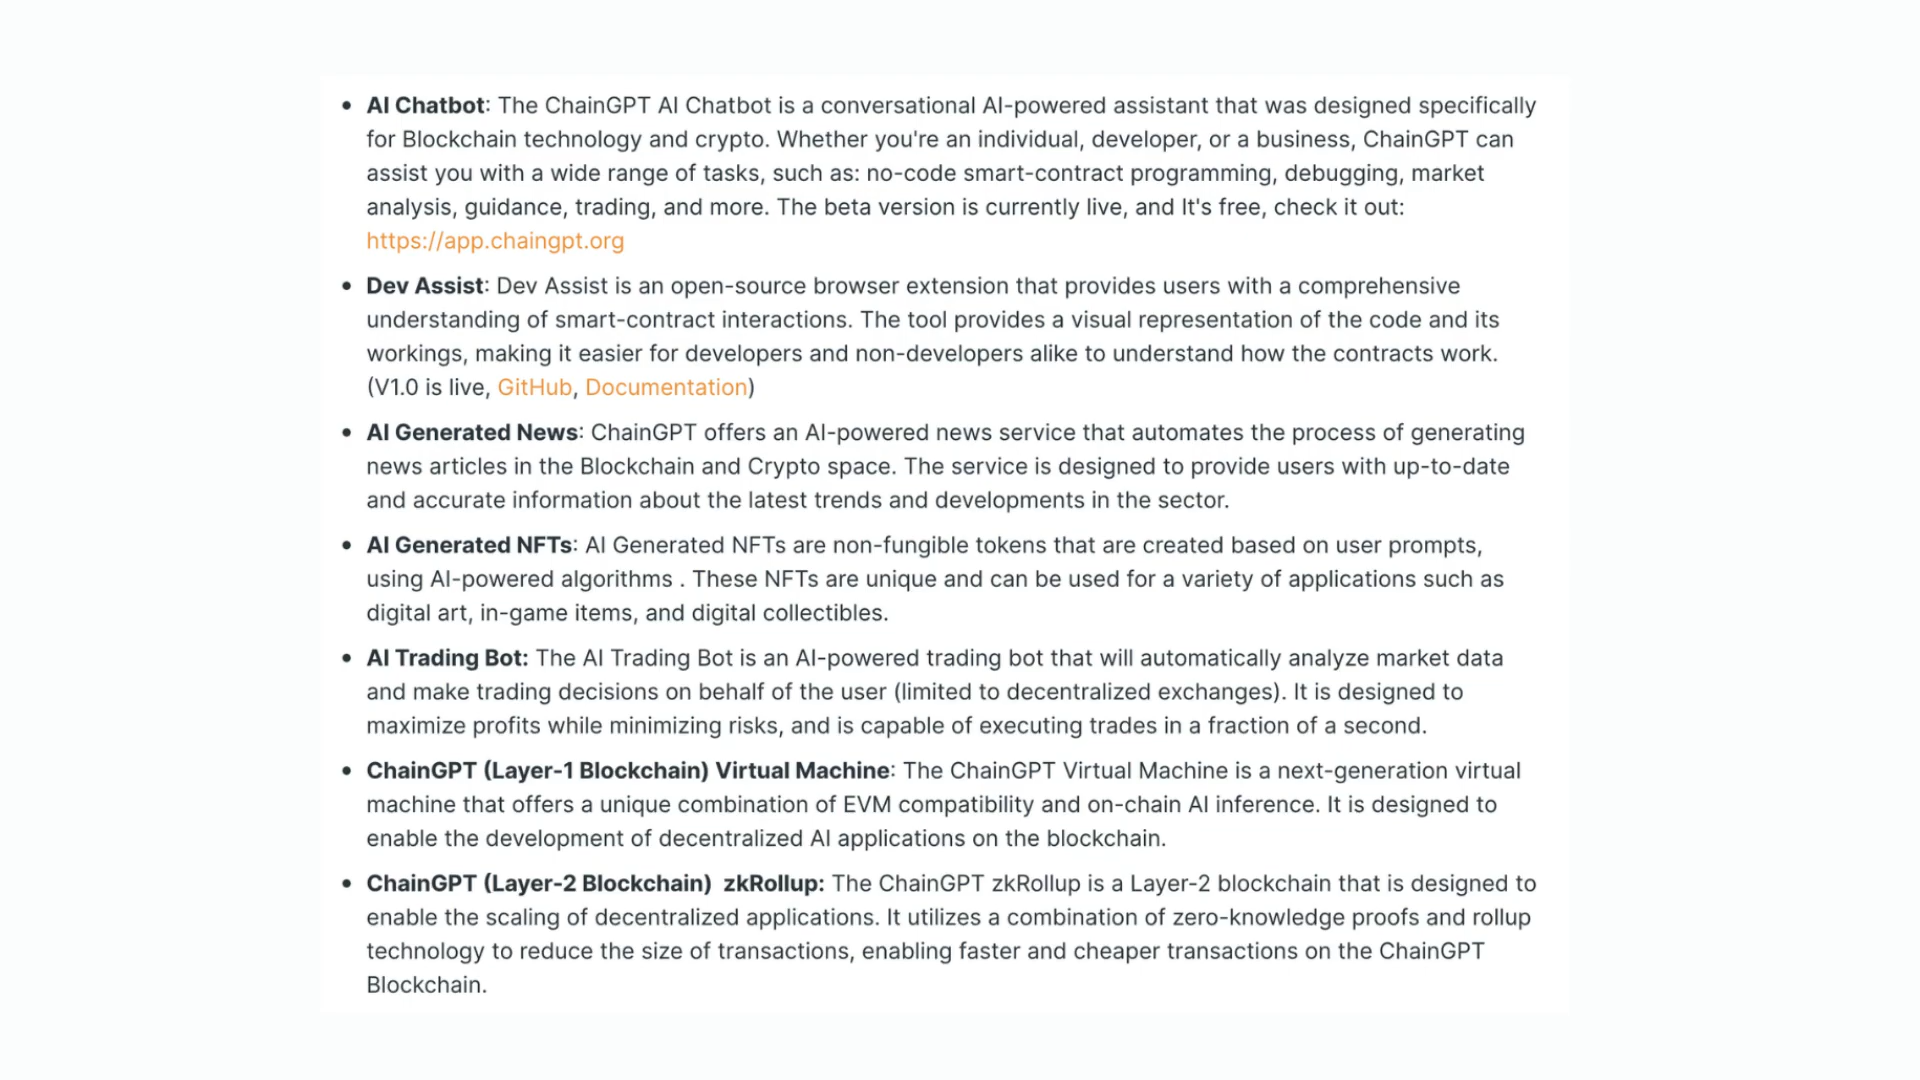 • AI Chatbot: The ChainGPT AI Chatbot is a conversational AI-powered assistant that was designed specifically
for Blockchain technology and crypto. Whether you're an individual, developer, or a business, ChainGPT can
assist you with a wide range of tasks, such as: no-code smart-contract programming, debugging, market
analysis, guidance, trading, and more. The beta version is currently live, and It's free, check it out:
https://app.chaingpt.org
• Dev Assist: Dev Assist is an open-source browser extension that provides users with a comprehensive
understanding of smart-contract interactions. The tool provides a visual representation of the code and its
workings, making it easier for developers and non-developers alike to understand how the contracts work.
(V1.0 is live, GitHub, Documentation)
• AI Generated News: ChainGPT offers an AI-powered news service that automates the process of generating
news articles in the Blockchain and Crypto space. The service is designed to provide users with up-to-date
and accurate information about the latest trends and developments in the sector.
• AI Generated NFTs: AI Generated NFTs are non-fungible tokens that are created based on user prompts,
using AI-powered algorithms . These NFTs are unique and can be used for a variety of applications such as
digital art, in-game items, and digital collectibles.
• AI Trading Bot: The AI Trading Bot is an AI-powered trading bot that will automatically analyze market data
and make trading decisions on behalf of the user (limited to decentralized exchanges). It is designed to
maximize profits while minimizing risks, and is capable of executing trades in a fraction of a second.
• ChainGPT (Layer-1 Blockchain) Virtual Machine: The ChainGPT Virtual Machine is a next-generation virtual
machine that offers a unique combination of EVM compatibility and on-chain AI inference. It is designed to
enable the development of decentralized AI applications on the blockchain.
• ChainGPT (Layer-2 Blockchain)  zkRollup: The ChainGPT zkRollup is a Layer-2 blockchain that is designed to
enable the scaling of decentralized applications. It utilizes a combination of zero-knowledge proofs and rollup
technology to reduce the size of transactions, enabling faster and cheaper transactions on the ChainGPT
Blockchain.